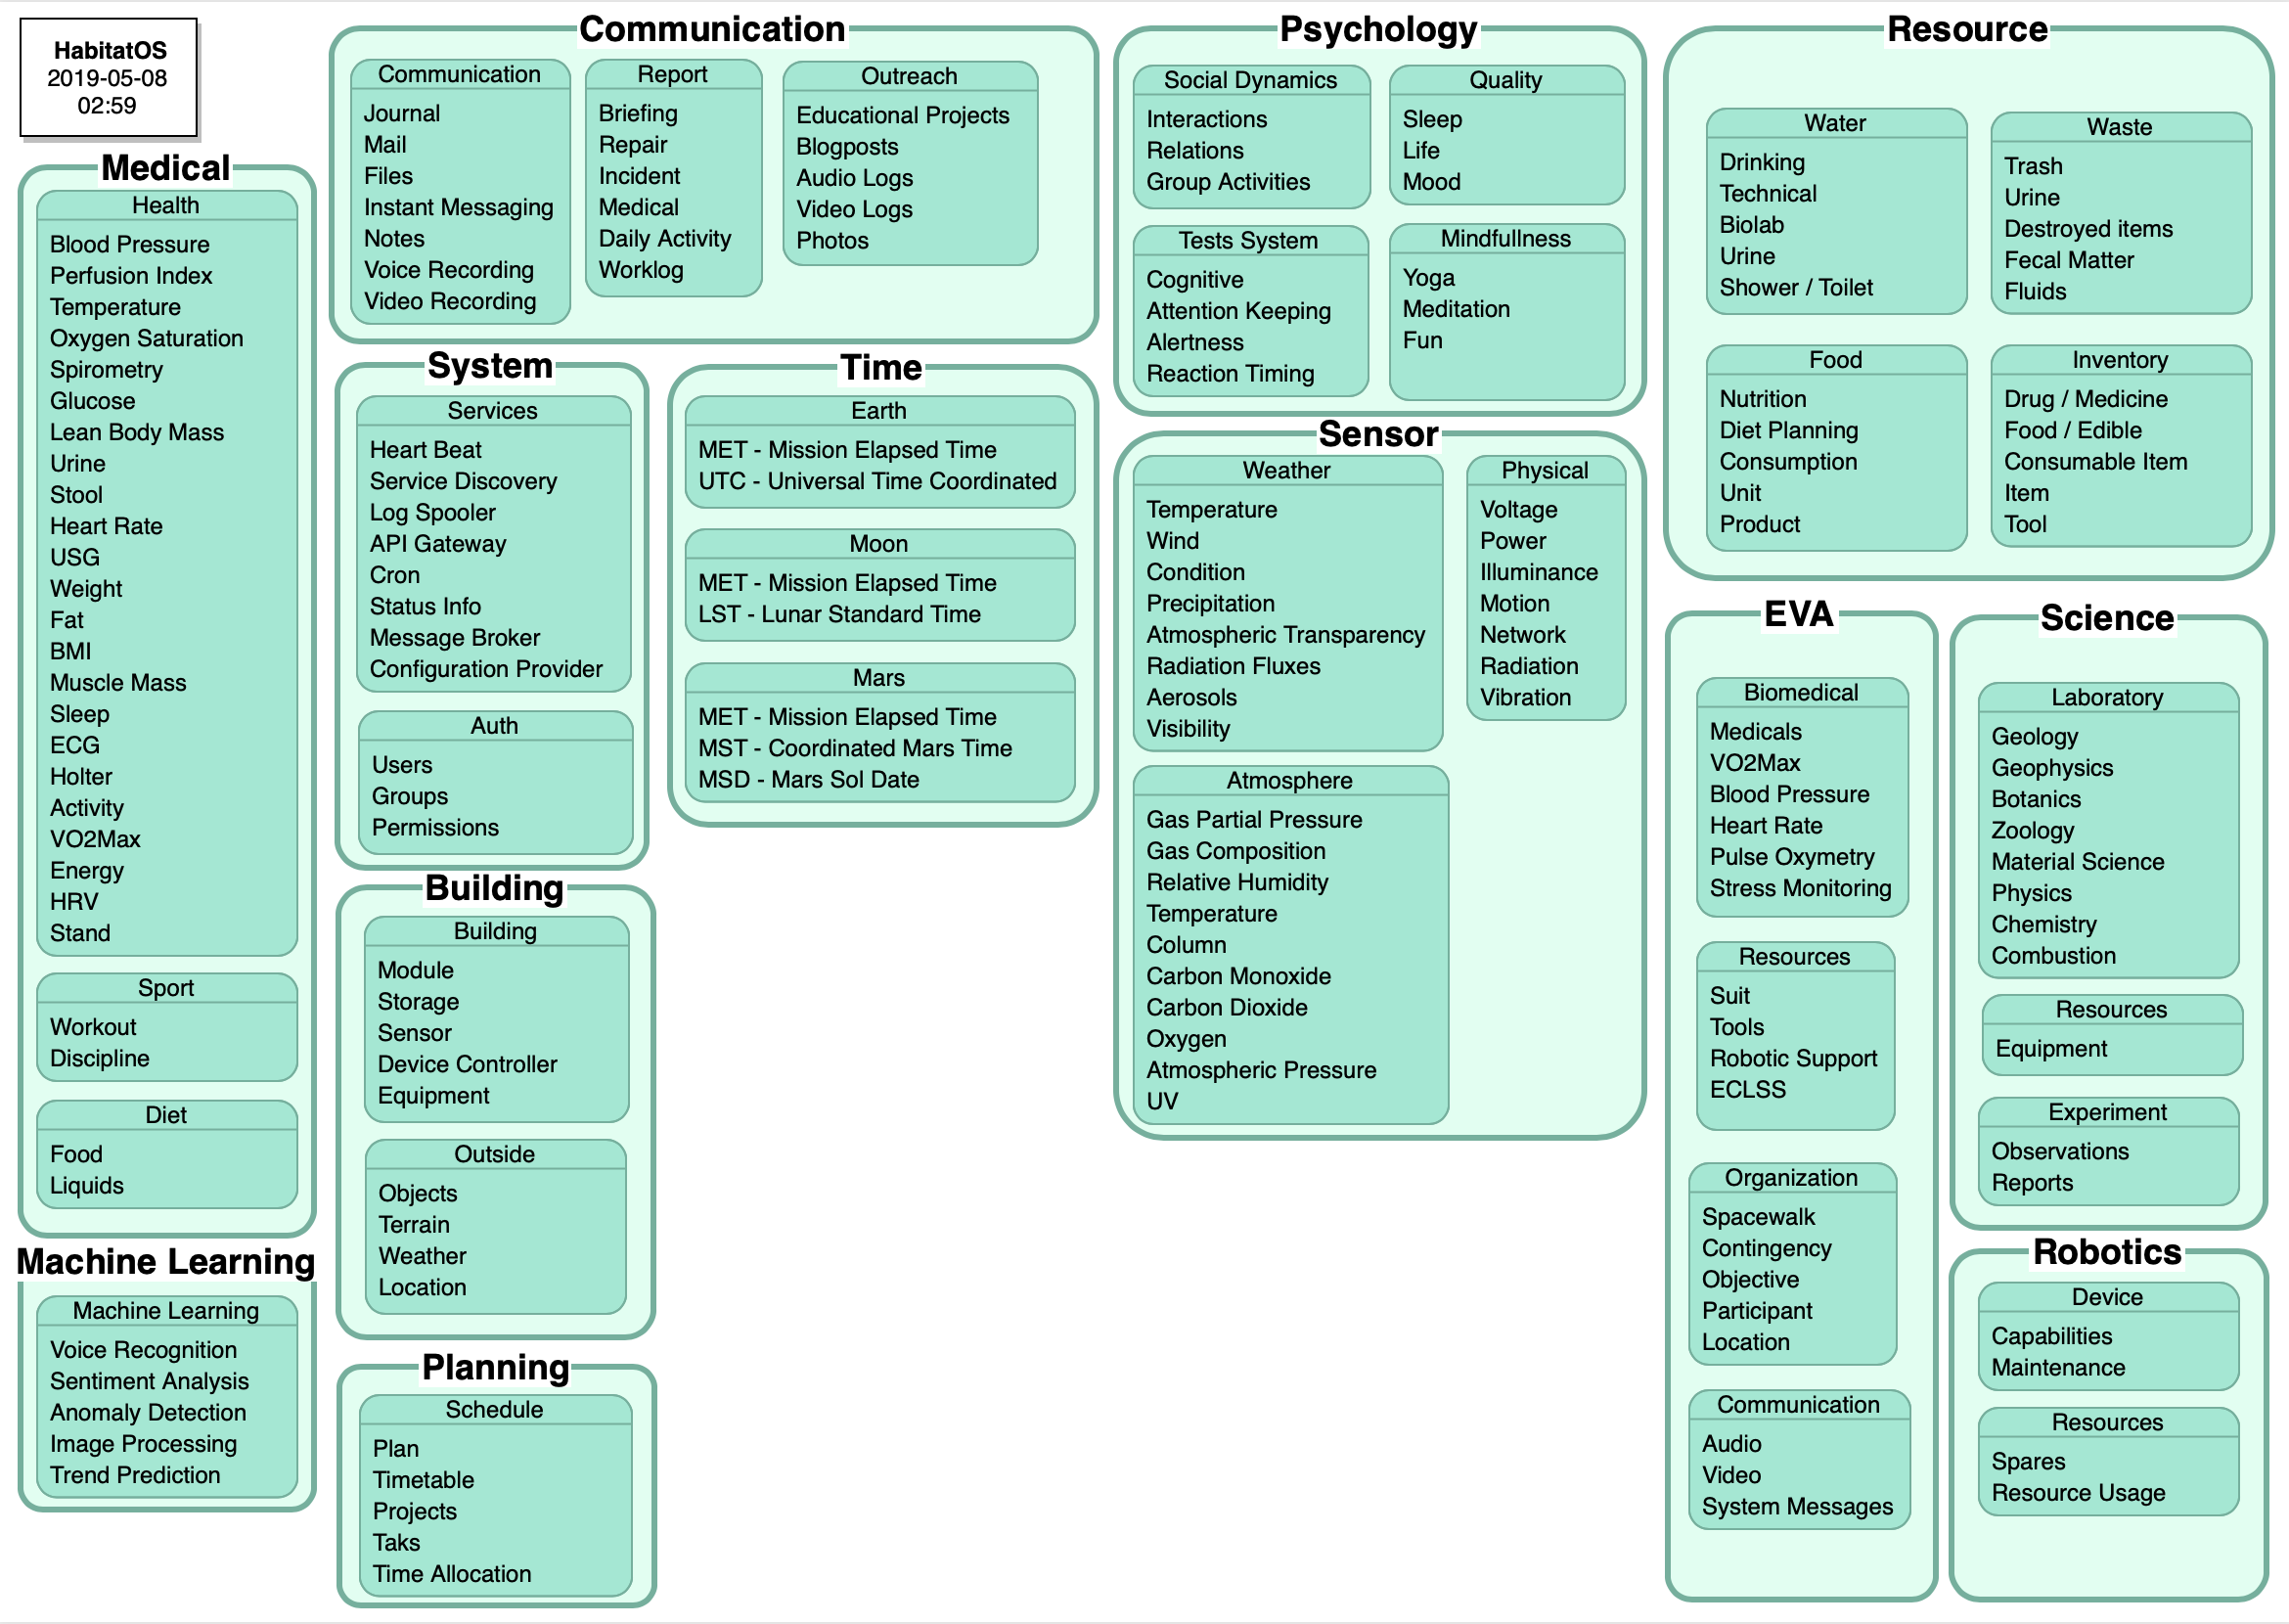 HabitatOS
2019-05-08
02:59
Medical
Health
Blood Pressure
Perfusion Index
Temperature
Oxygen Saturation
Spirometry
Glucose
Lean Body Mass
Urine
Stool
Heart Rate
USG
Weight
Fat
BMI
Muscle Mass
Sleep
ECG
Holter
Activity
VO2Max
Energy
HRV
Stand
Sport
Workout
Discipline
Diet
Food
Liquids
Machine Learning
Machine Learning
Voice Recognition
Sentiment Analysis
Anomaly Detection
Image Processing
Trend Prediction
Communication
Communication
Journal
Mail
Files
Instant Messaging
Notes
Voice Recording
Video Recording
Report
Briefing
Repair
Incident
Medical
Daily Activity
Worklog
Outreach
Educational Projects
Blogposts
Audio Logs
Video Logs
Photos
System
Services
Heart Beat
Service Discovery
Log Spooler
API Gateway
Cron
Status Info
Message Broker
Configuration Provider
Auth
Users
Groups
Permissions
Time
Earth
MET - Mission Elapsed Time
UTC - Universal Time Coordinated
Moon
MET - Mission Elapsed Time
LST - Lunar Standard Time
Mars
MET - Mission Elapsed Time
MST - Coordinated Mars Time
MSD - Mars Sol Date
Building
Building
Module
Storage
Sensor
Device Controller
Equipment
Outside
Objects
Terrain
Weather
Location
Planning
Schedule
Plan
Timetable
Projects
Taks
Time Allocation
Psychology
Social Dynamics
Interactions
Relations
Group Activities
Quality
Sleep
Life
Mood
Tests System
Cognitive
Attention Keeping
Alertness
Reaction Timing
Mindfullness
Yoga
Meditation
Fun
Sensor
Weather
Temperature
Wind
Condition
Precipitation
Atmospheric Transparency
Radiation Fluxes
Aerosols
Visibility
Physical
Voltage
Power
Illuminance
Motion
Network
Radiation
Vibration
Atmosphere
Gas Partial Pressure
Gas Composition
Relative Humidity
Temperature
Column
Carbon Monoxide
Carbon Dioxide
Oxygen
Atmospheric Pressure
UV
Resource
Water
Drinking
Technical
Biolab
Urine
Shower / Toilet
Waste
Trash
Urine
Destroyed items
Fecal Matter
Fluids
Food
Nutrition
Diet Planning
Consumption
Unit
Product
Inventory
Drug / Medicine
Food / Edible
Consumable Item
Item
Tool
EVA
Biomedical
Medicals
VO2Max
Blood Pressure
Heart Rate
Pulse Oxymetry
Stress Monitoring
Resources
Suit
Tools
Robotic Support
ECLSS
Organization
Spacewalk
Contingency
Objective
Participant
Location
Communication
Audio
Video
System Messages
Science
Laboratory
Geology
Geophysics
Botanics
Zoology
Material Science
Physics
Chemistry
Combustion
Resources
Equipment
Experiment
Observations
Reports
Robotics
Device
Capabilities
Maintenance
Resources
Spares
Resource Usage